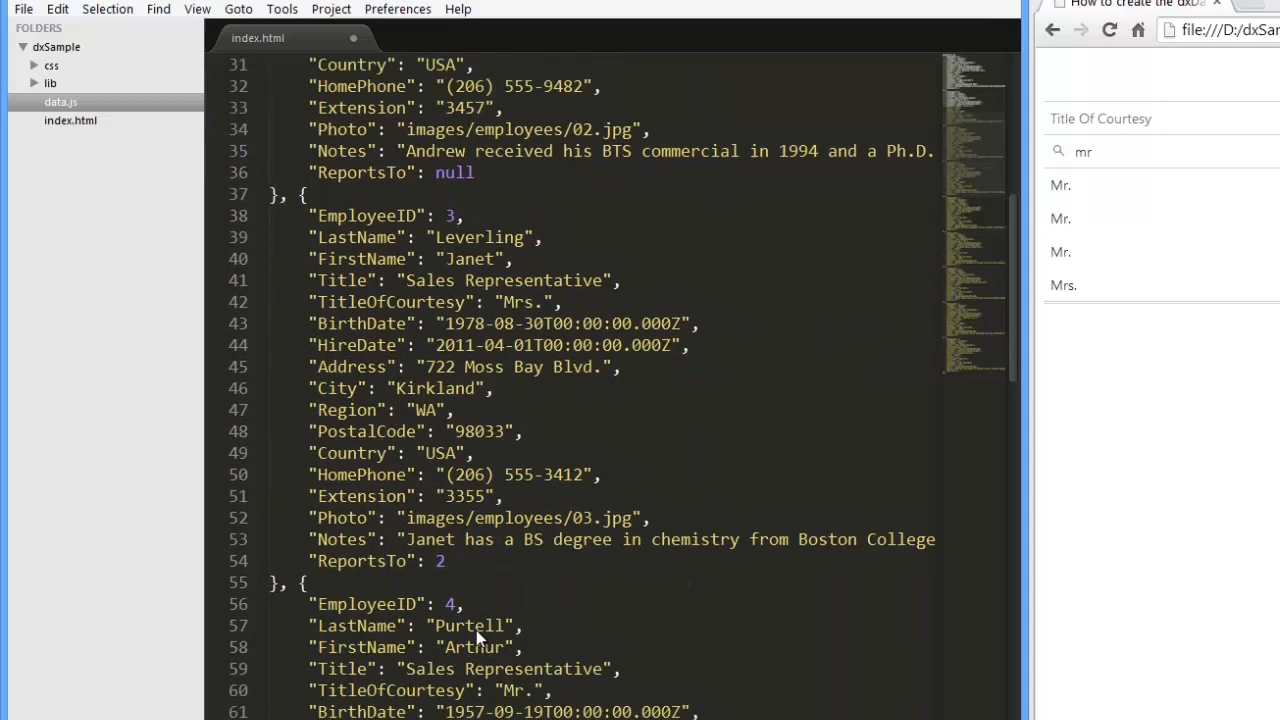 File Edit Selection Find View Goto Tools Project Preferences Help
How to create the dxDa
FOLDERS
dxSample
css
lib
data.js
index.html
index.html
file:///D:/dxSam
31 "Country": "USA",
32 "HomePhone": "(206) 555-9482",
33 "Extension": "3457",
34 "Photo": "images/employees/02.jpg",
35 "Notes": "Andrew received his BTS commercial in 1994 and a Ph.D.
36 "ReportsTo": null
37 }, {
38 "EmployeeID": 3,
39 "LastName": "Leverling",
40 "FirstName": "Janet",
41 "Title": "Sales Representative",
42 "TitleOfCourtesy": "Mrs.",
43 "BirthDate": "1978-08-30T00:00:00.000Z",
44 "HireDate": "2011-04-01T00:00:00.000Z",
45 "Address": "722 Moss Bay Blvd.",
46 "City": "Kirkland",
47 "Region": "WA",
48 "PostalCode": "98033",
49 "Country": "USA",
50 "HomePhone": "(206) 555-3412",
51 "Extension": "3355",
52 "Photo": "images/employees/03.jpg",
53 "Notes": "Janet has a BS degree in chemistry from Boston College
54 "ReportsTo": 2
55 }, {
56 "EmployeeID": 4,
57 "LastName": "Purtell",
58 "FirstName": "Arthur",
59 "Title": "Sales Representative",
60 "TitleOfCourtesy": "Mr.",
61 "BirthDate": "1957-09-19T00:00:00.000Z",
Title Of Courtesy
mr
Mr.
Mr.
Mr.
Mrs.